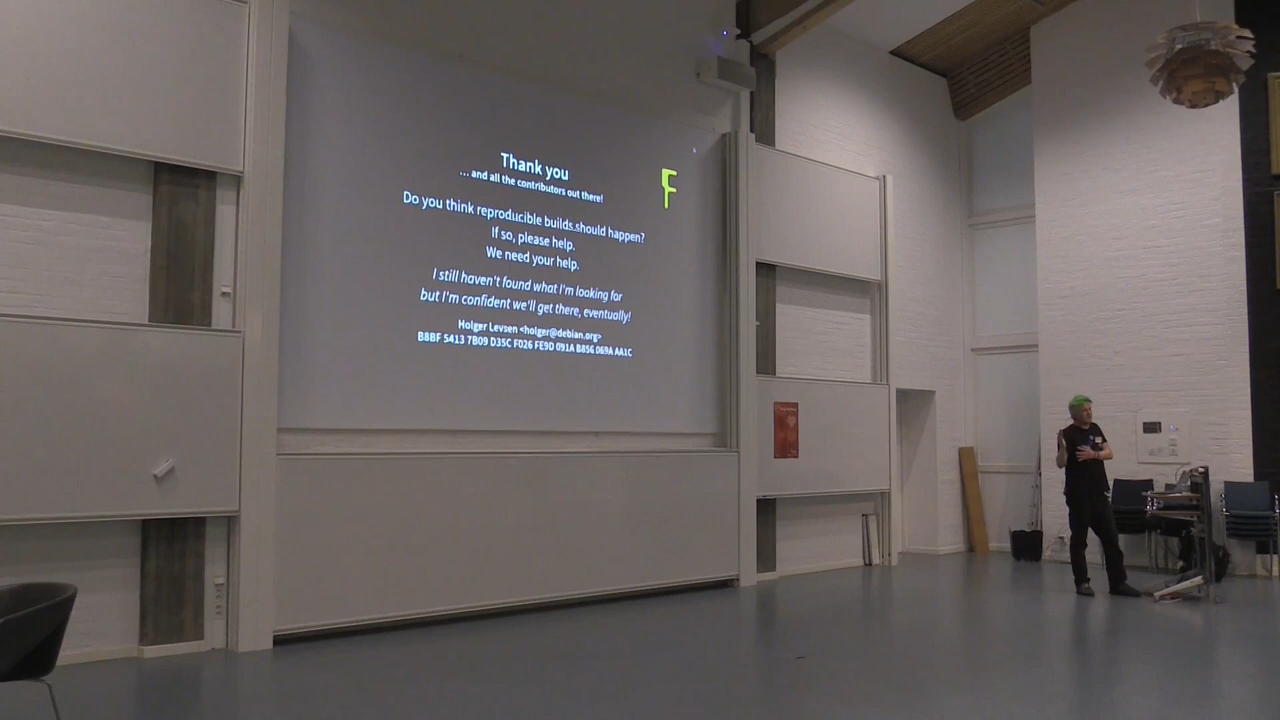 Thank you
... and all the contributors out there!
Do you think reproducible builds should happen?
If so, please help.
We need your help.
I still haven't found what I'm looking for
but I'm confident we'll get there, eventually!
Holger Levsen <holger@debian.org>
B8BF 5413 7B09 D35C F026 FE9D 091A B856 069A AA1C